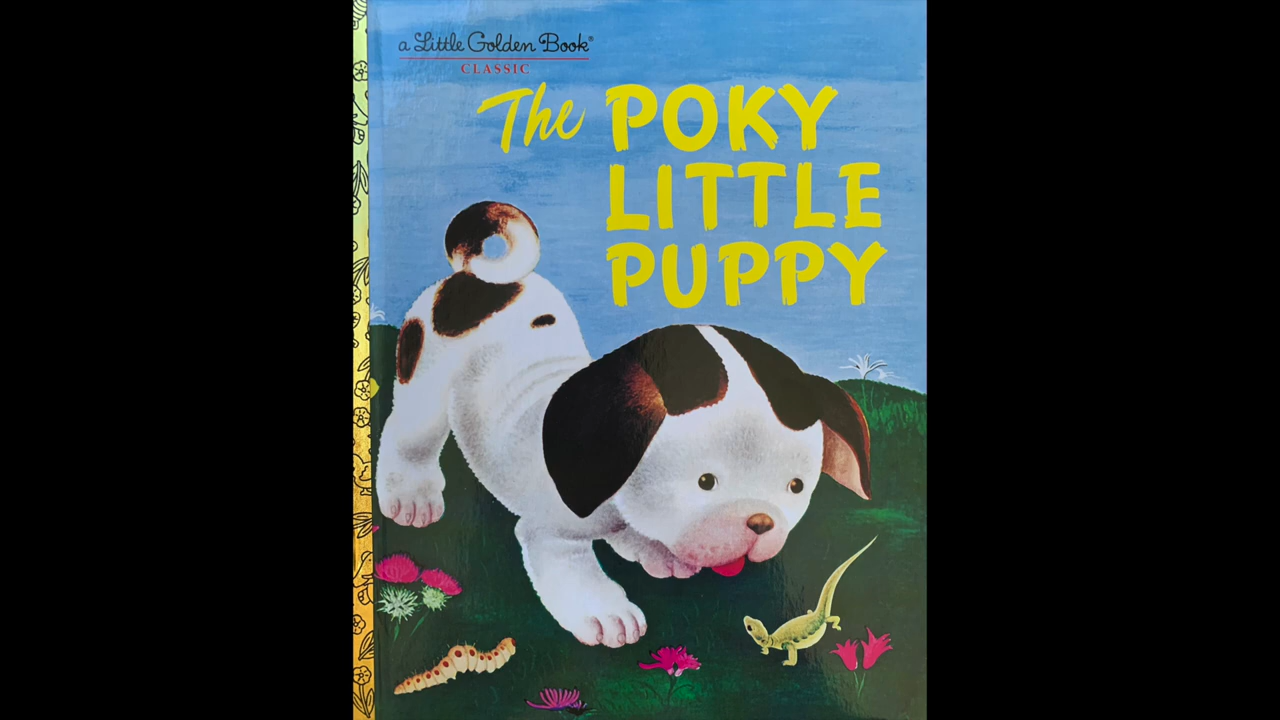 a Little Golden Book®
CLASSIC
The POKY
LITTLE
PUPPY